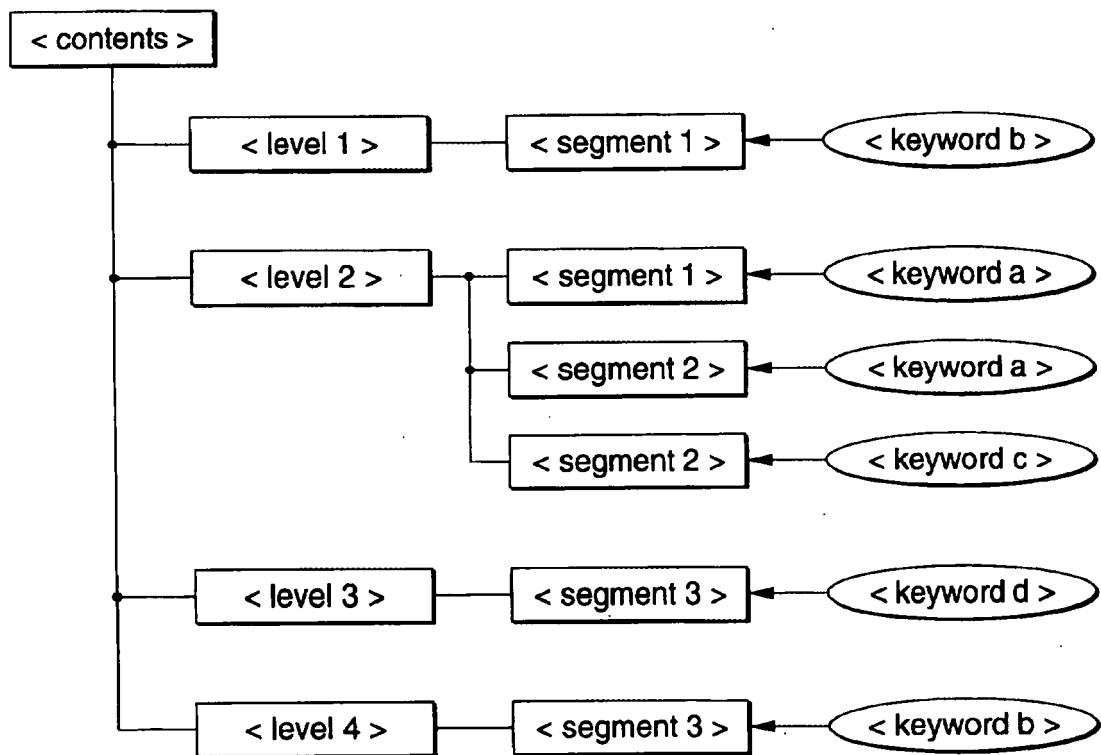 < contents >
< level 1 > < segment 1 > < keyword b >
< level 2 > < segment 1 > < keyword a >
< segment 2 > < keyword a >
< segment 2 > < keyword c >
< level 3 > < segment 3 > < keyword d >
< level 4 > < segment 3 > < keyword b >